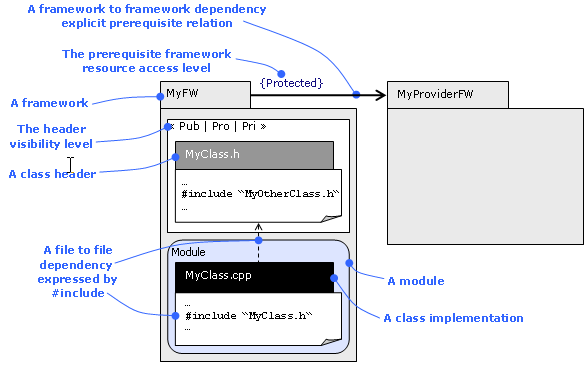 A framework to framework dependency
explicit prerequisite relation
The prerequisite framework
resource access level
{Protected}
A framework
MyFW
MyProviderFW
The header
visibility level
« Pub | Pro | Pri »
A class header
MyClass.h
…
#include “MyOtherClass.h“
…
A file to file
dependency
expressed by
#include
Module
MyClass.cpp
…
#include “MyClass.h“
…
A module
A class implementation